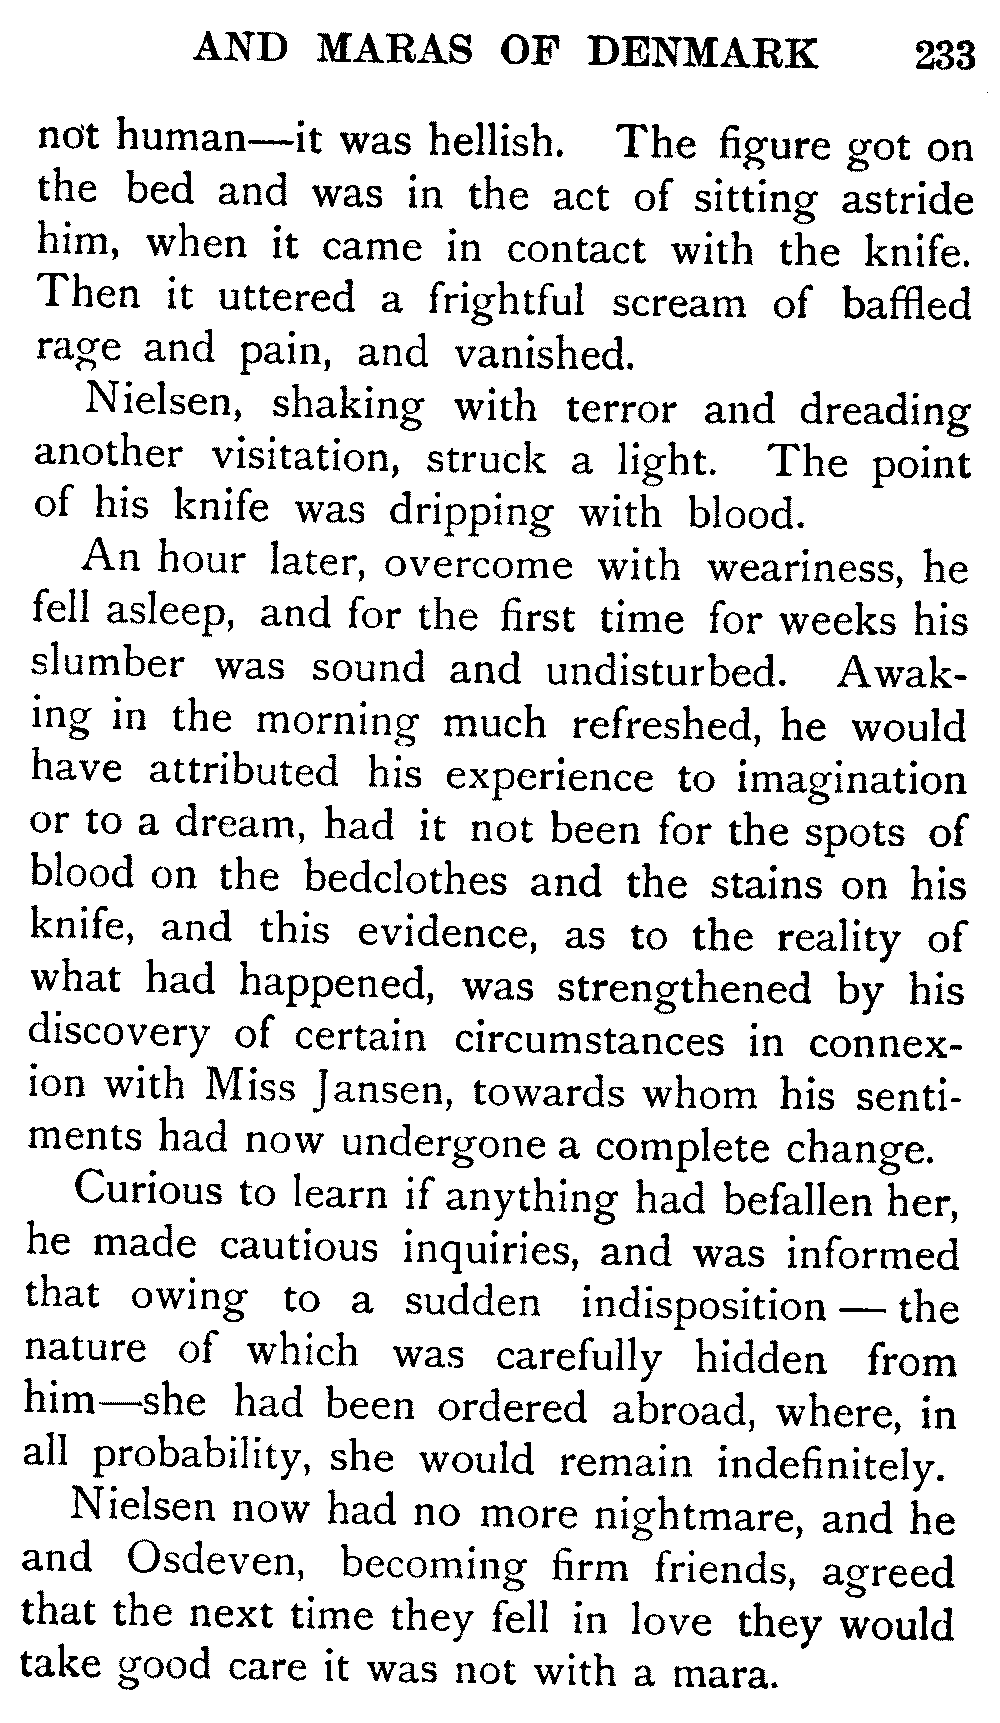 AND MARAS OF DENMARK 233
not human—it was hellish. The figure got on
the bed and was in the act of sitting astride
him, when it came in contact with the knife.
Then it uttered a frightful scream of baffled
rage and pain, and vanished.
Nielsen, shaking with terror and dreading
another visitation, struck a light. The point
of his knife was dripping with blood.
An hour later, overcome with weariness, he
fell asleep, and for the first time for weeks his
slumber was sound and undisturbed. Awak-
ing in the morning much refreshed, he would
have attributed his experience to imagination
or to a dream, had it not been for the spots of
blood on the bedclothes and the stains on his
knife, and this evidence, as to the reality of
what had happened, was strengthened by his
discovery of certain circumstances in connex-
ion with Miss Jansen, towards whom his senti-
ments had now undergone a complete change.
Curious to learn if anything had befallen her,
he made cautious inquiries, and was informed
that owing to a sudden indisposition — the
nature of which was carefully hidden from
him—she had been ordered abroad, where, in
all probability, she would remain indefinitely.
Nielsen now had no more nightmare, and he
and Osdeven, becoming firm friends, agreed
that the next time they fell in love they would
take good care it was not with a mara.